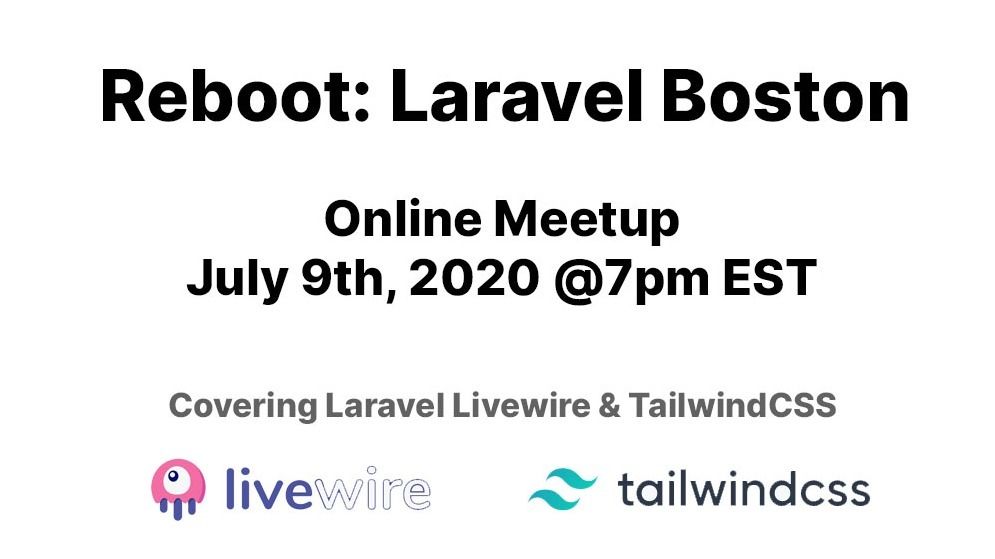 Reboot: Laravel Boston
Online Meetup
July 9th, 2020 @7pm EST
Covering Laravel Livewire & TailwindCSS
livewire
tailwindcss